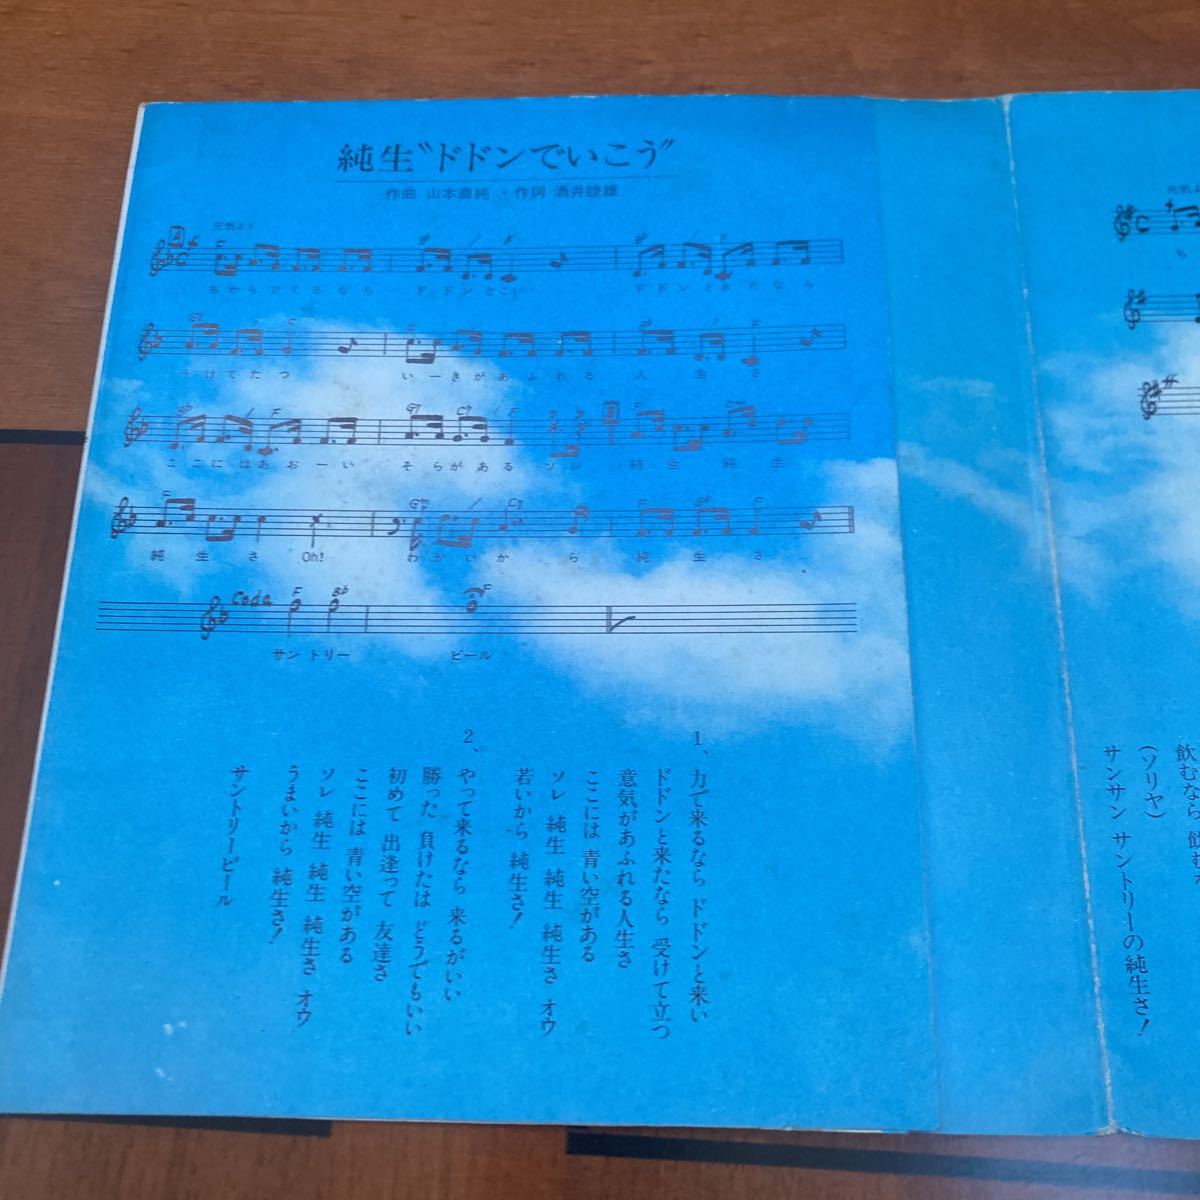 純生“ドドンでいこう”
作曲 山本直純・作詞 酒井睦雄
元気よく
ちからでくるなら ドドンとこい ドドンときたなら
うけてたつ いーきがあふれる 人生さ
ここにはあおーい そらがある ソレ 純生 純生
純生さ Oh! わかいから 純生さ
Coda
サントリー ビール
1、力で来るなら ドドンと来い
ドドンと来たなら 受けて立つ
意気があふれる人生さ
ここには 青い空がある
ソレ 純生 純生 純生さ オウ
若いから 純生さ!
2、やって来るなら 来るがいい
勝った 負けたは どうでもいい
初めて 出逢って 友達さ
ここには 青い空がある
ソレ 純生 純生 純生さ オウ
うまいから 純生さ!
サントリービール
元気よ
ち
飲むなら 飲む
(ソリヤ)
サンサン サントリーの純生さ!